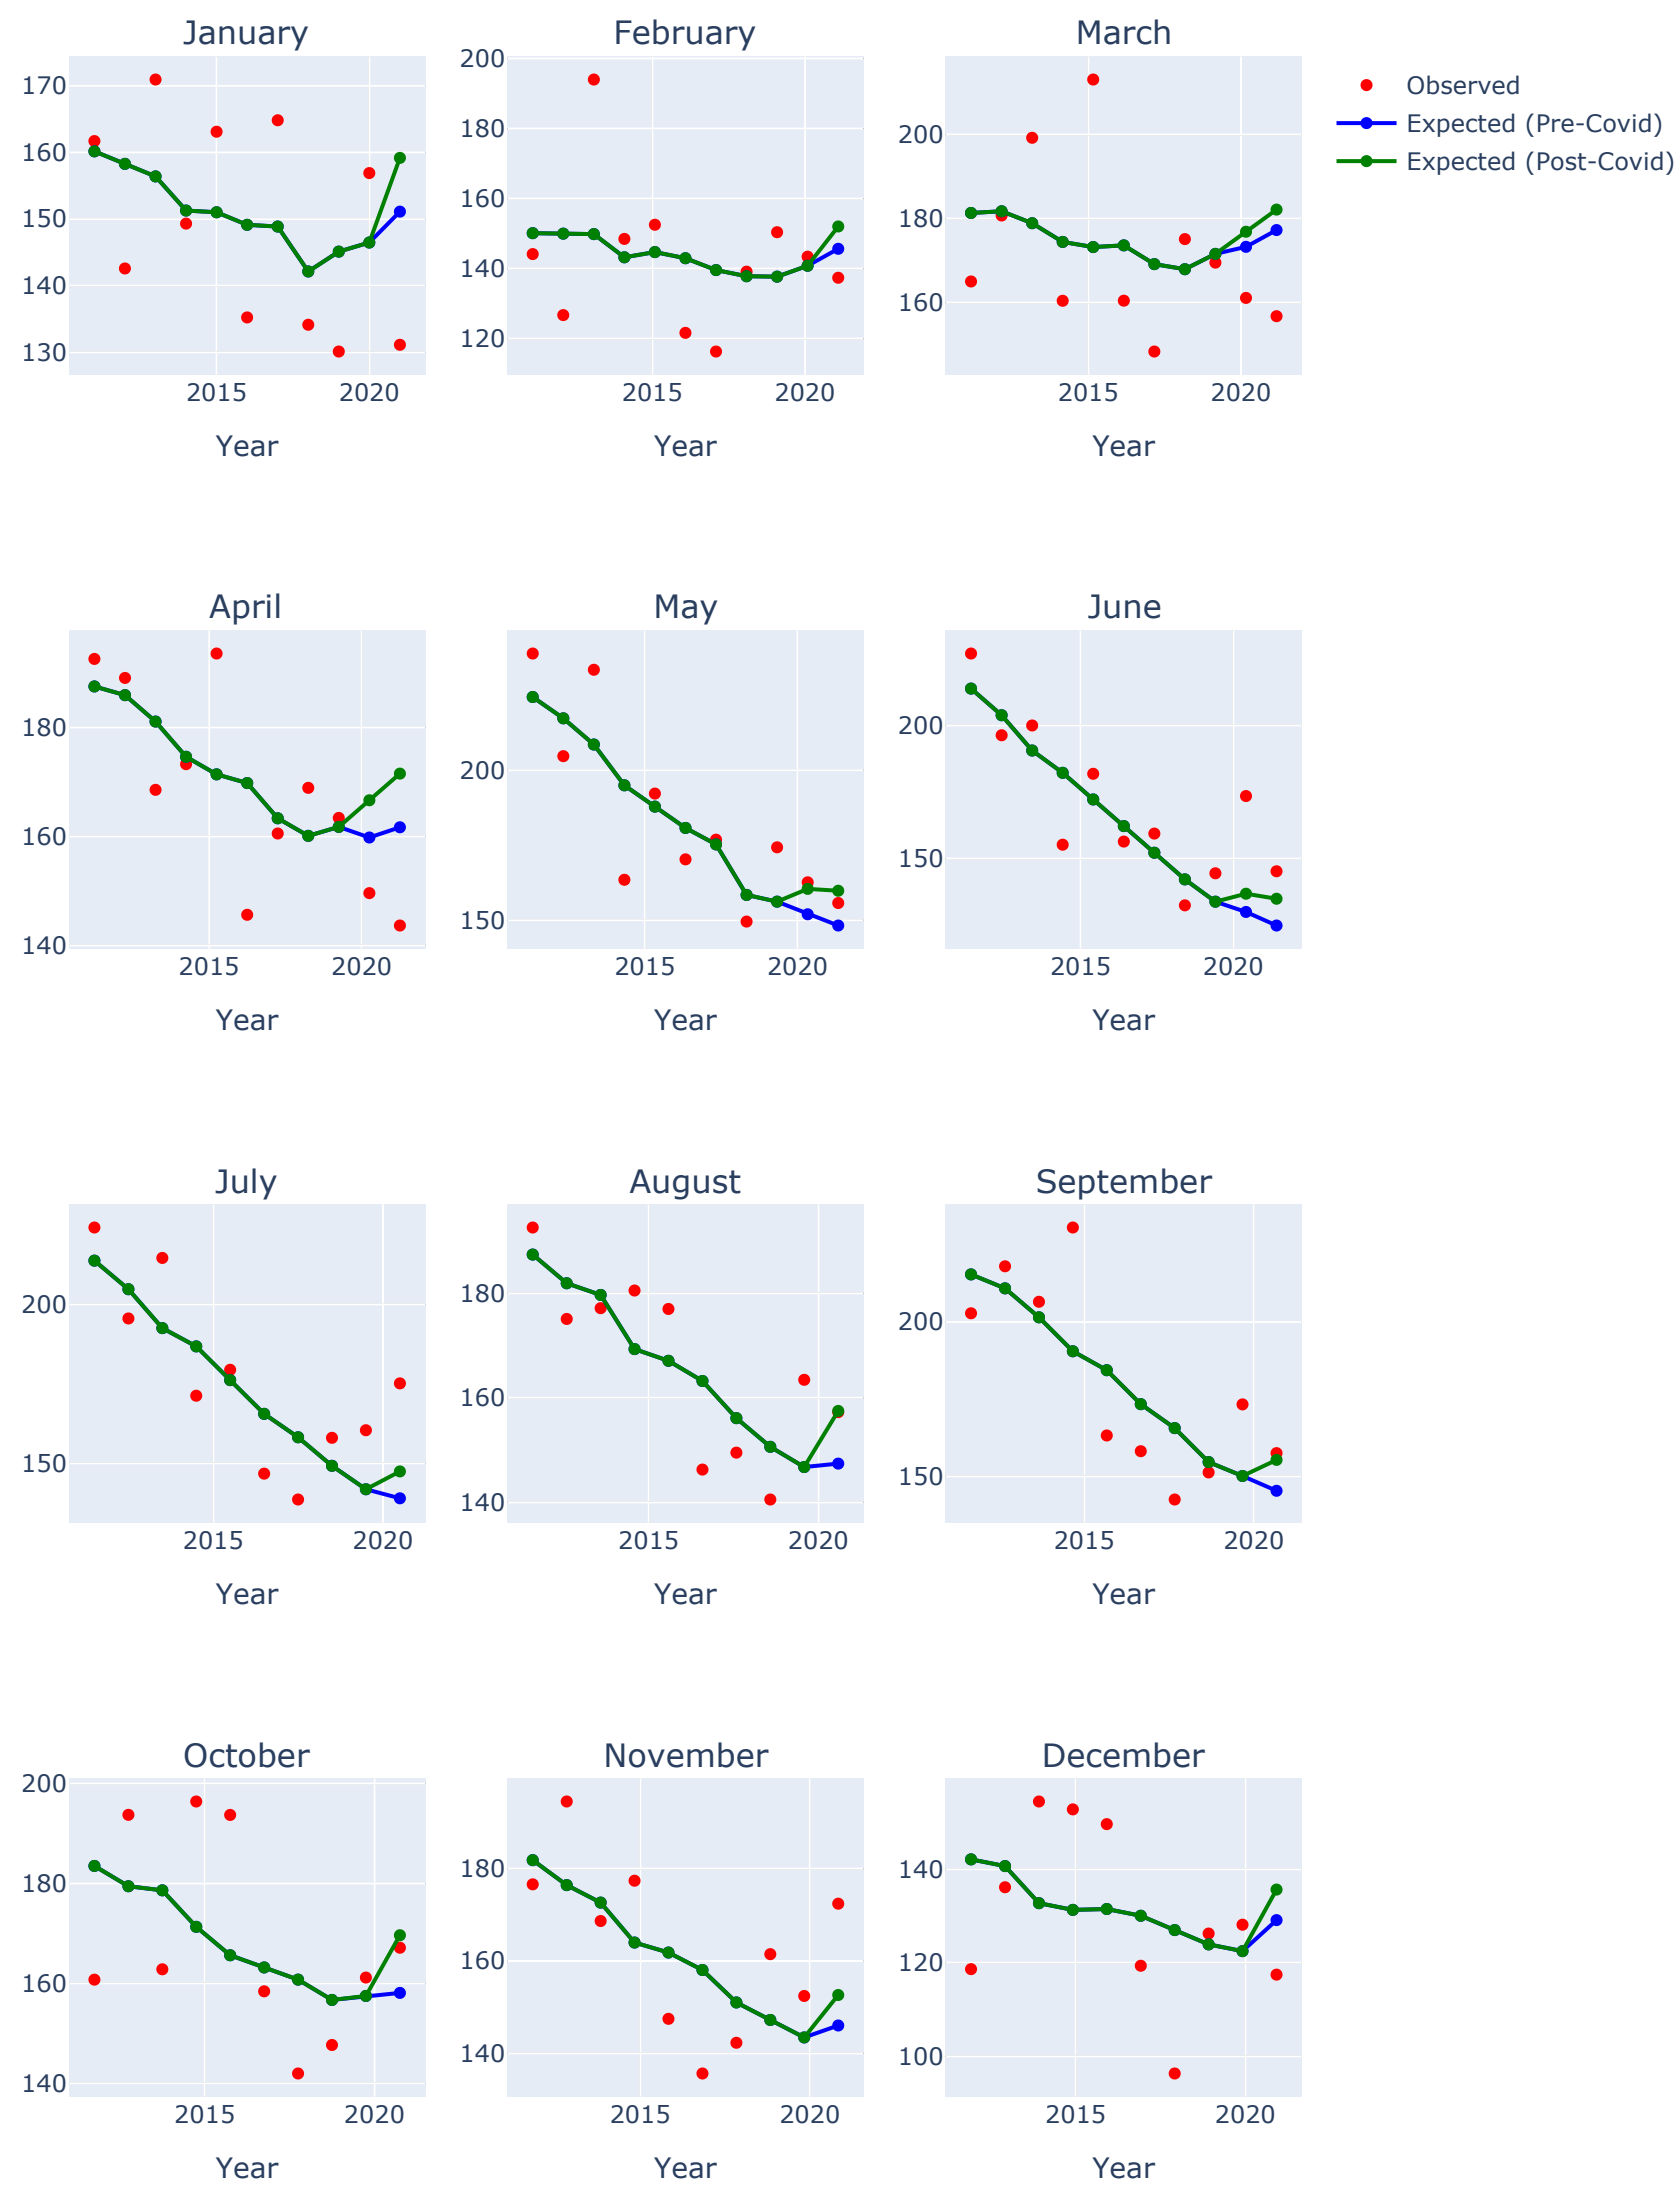 January
February
March
170
160
150
140
130
2015
2020
Year
200
180
160
140
120
2015
2020
Year
200
180
160
2015
2020
Year
Observed
Expected (Pre-Covid)
Expected (Post-Covid)
April
May
June
180
160
140
2015
2020
Year
200
150
2015
2020
Year
200
150
2015
2020
Year
July
August
September
200
150
2015
2020
Year
180
160
140
2015
2020
Year
200
150
2015
2020
Year
October
November
December
200
180
160
140
2015
2020
Year
180
160
140
2015
2020
Year
140
120
100
2015
2020
Year